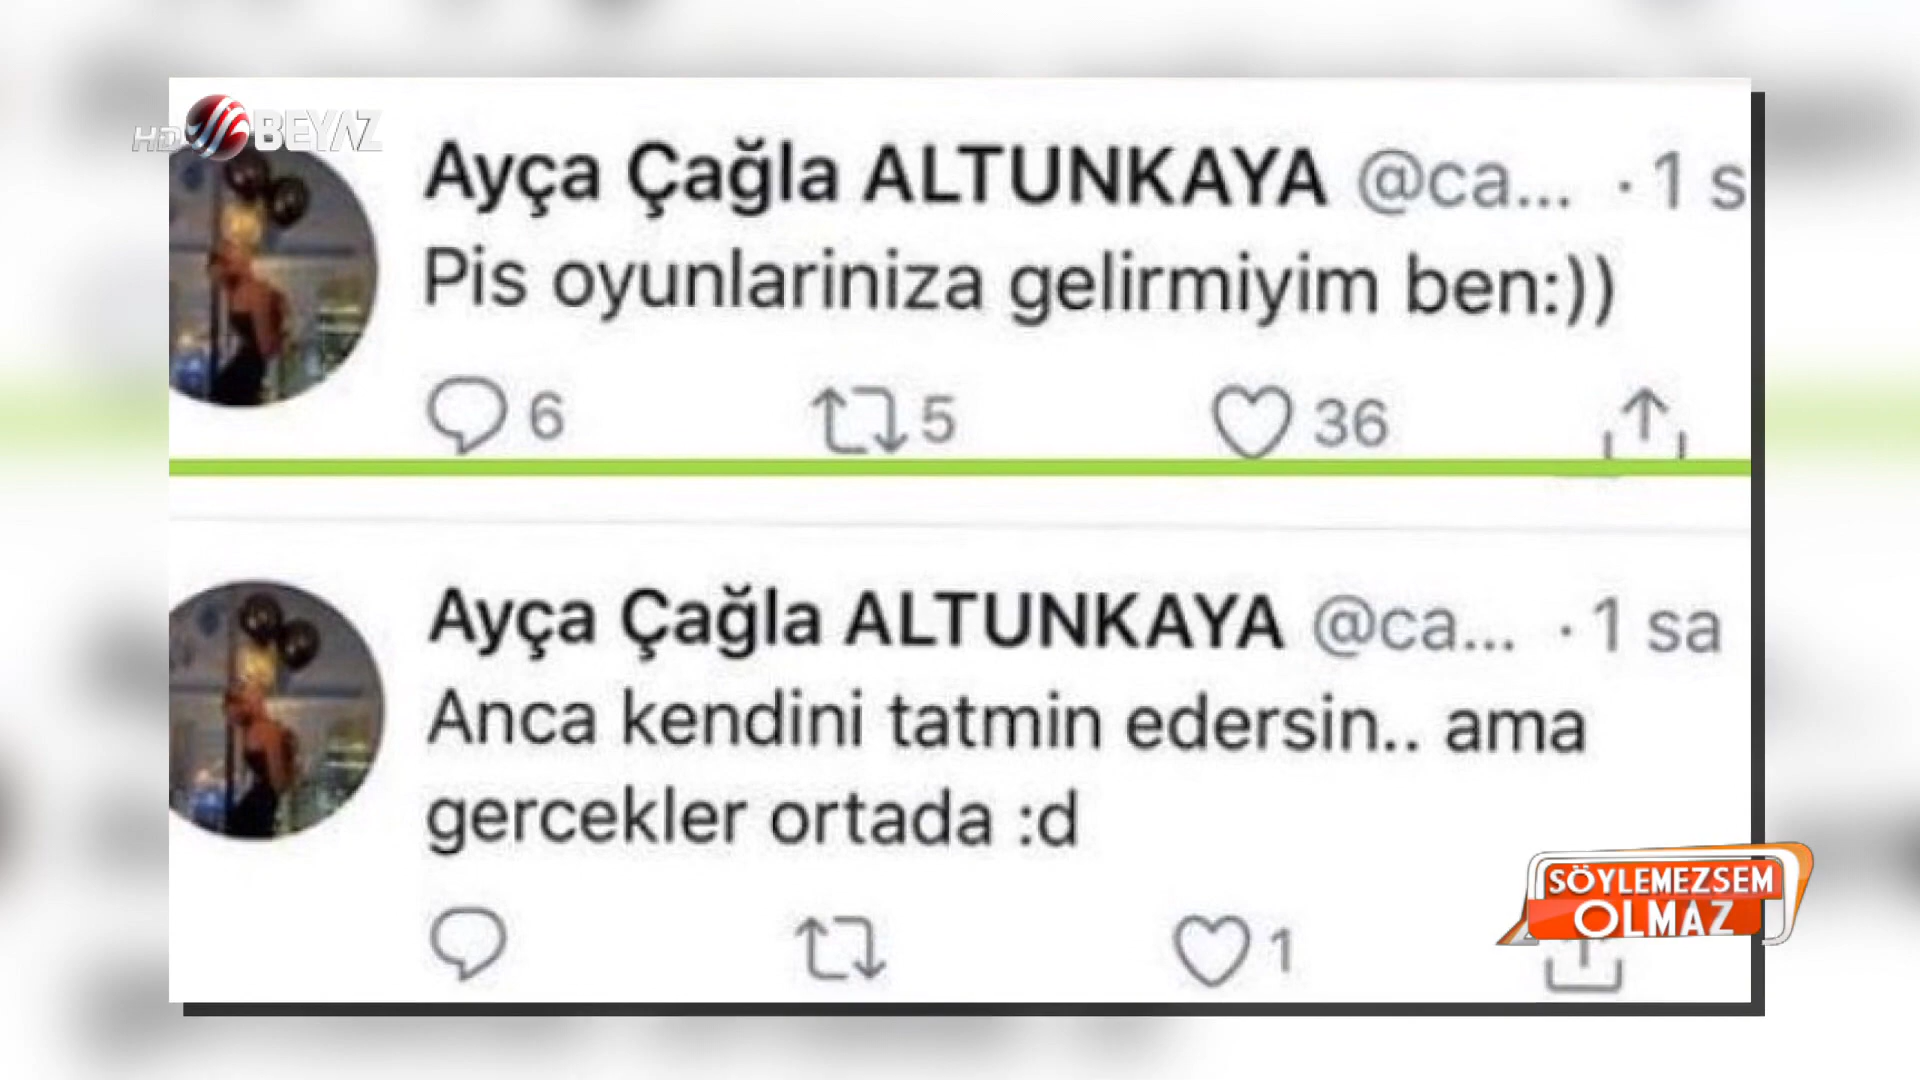 HD BEYAZ
Ayça Çağla ALTUNKAYA @ca... · 1 s
Pis oyunlariniza gelirmiyim ben:))
6 5 36
Ayça Çağla ALTUNKAYA @ca... · 1 sa
Anca kendini tatmin edersin.. ama
gercekler ortada :d
1
SÖYLEMEZSEM
OLMAZ